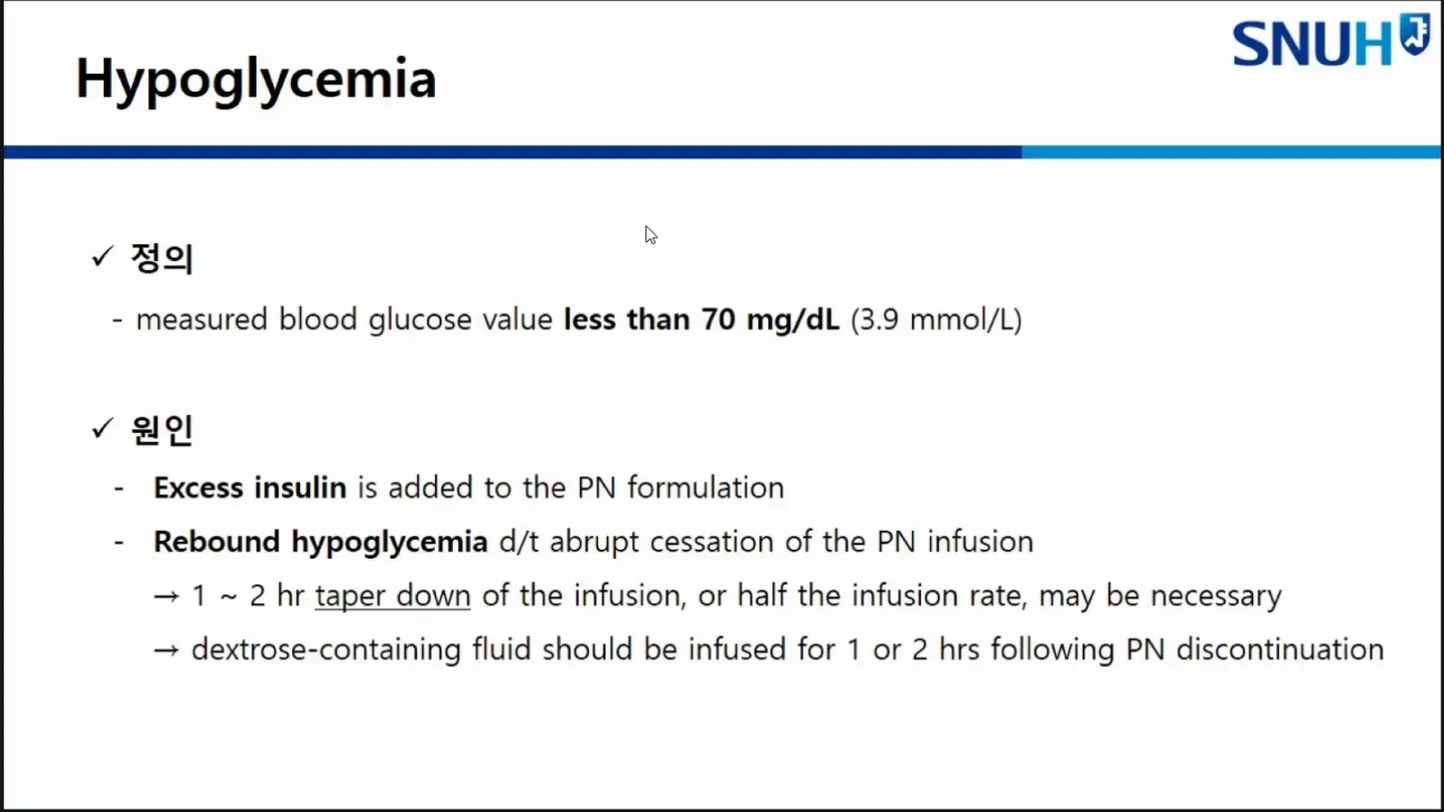 SNUH
Hypoglycemia
✓ 정의
- measured blood glucose value less than 70 mg/dL (3.9 mmol/L)
✓ 원인
- Excess insulin is added to the PN formulation
- Rebound hypoglycemia d/t abrupt cessation of the PN infusion
→ 1 ~ 2 hr taper down of the infusion, or half the infusion rate, may be necessary
→ dextrose-containing fluid should be infused for 1 or 2 hrs following PN discontinuation